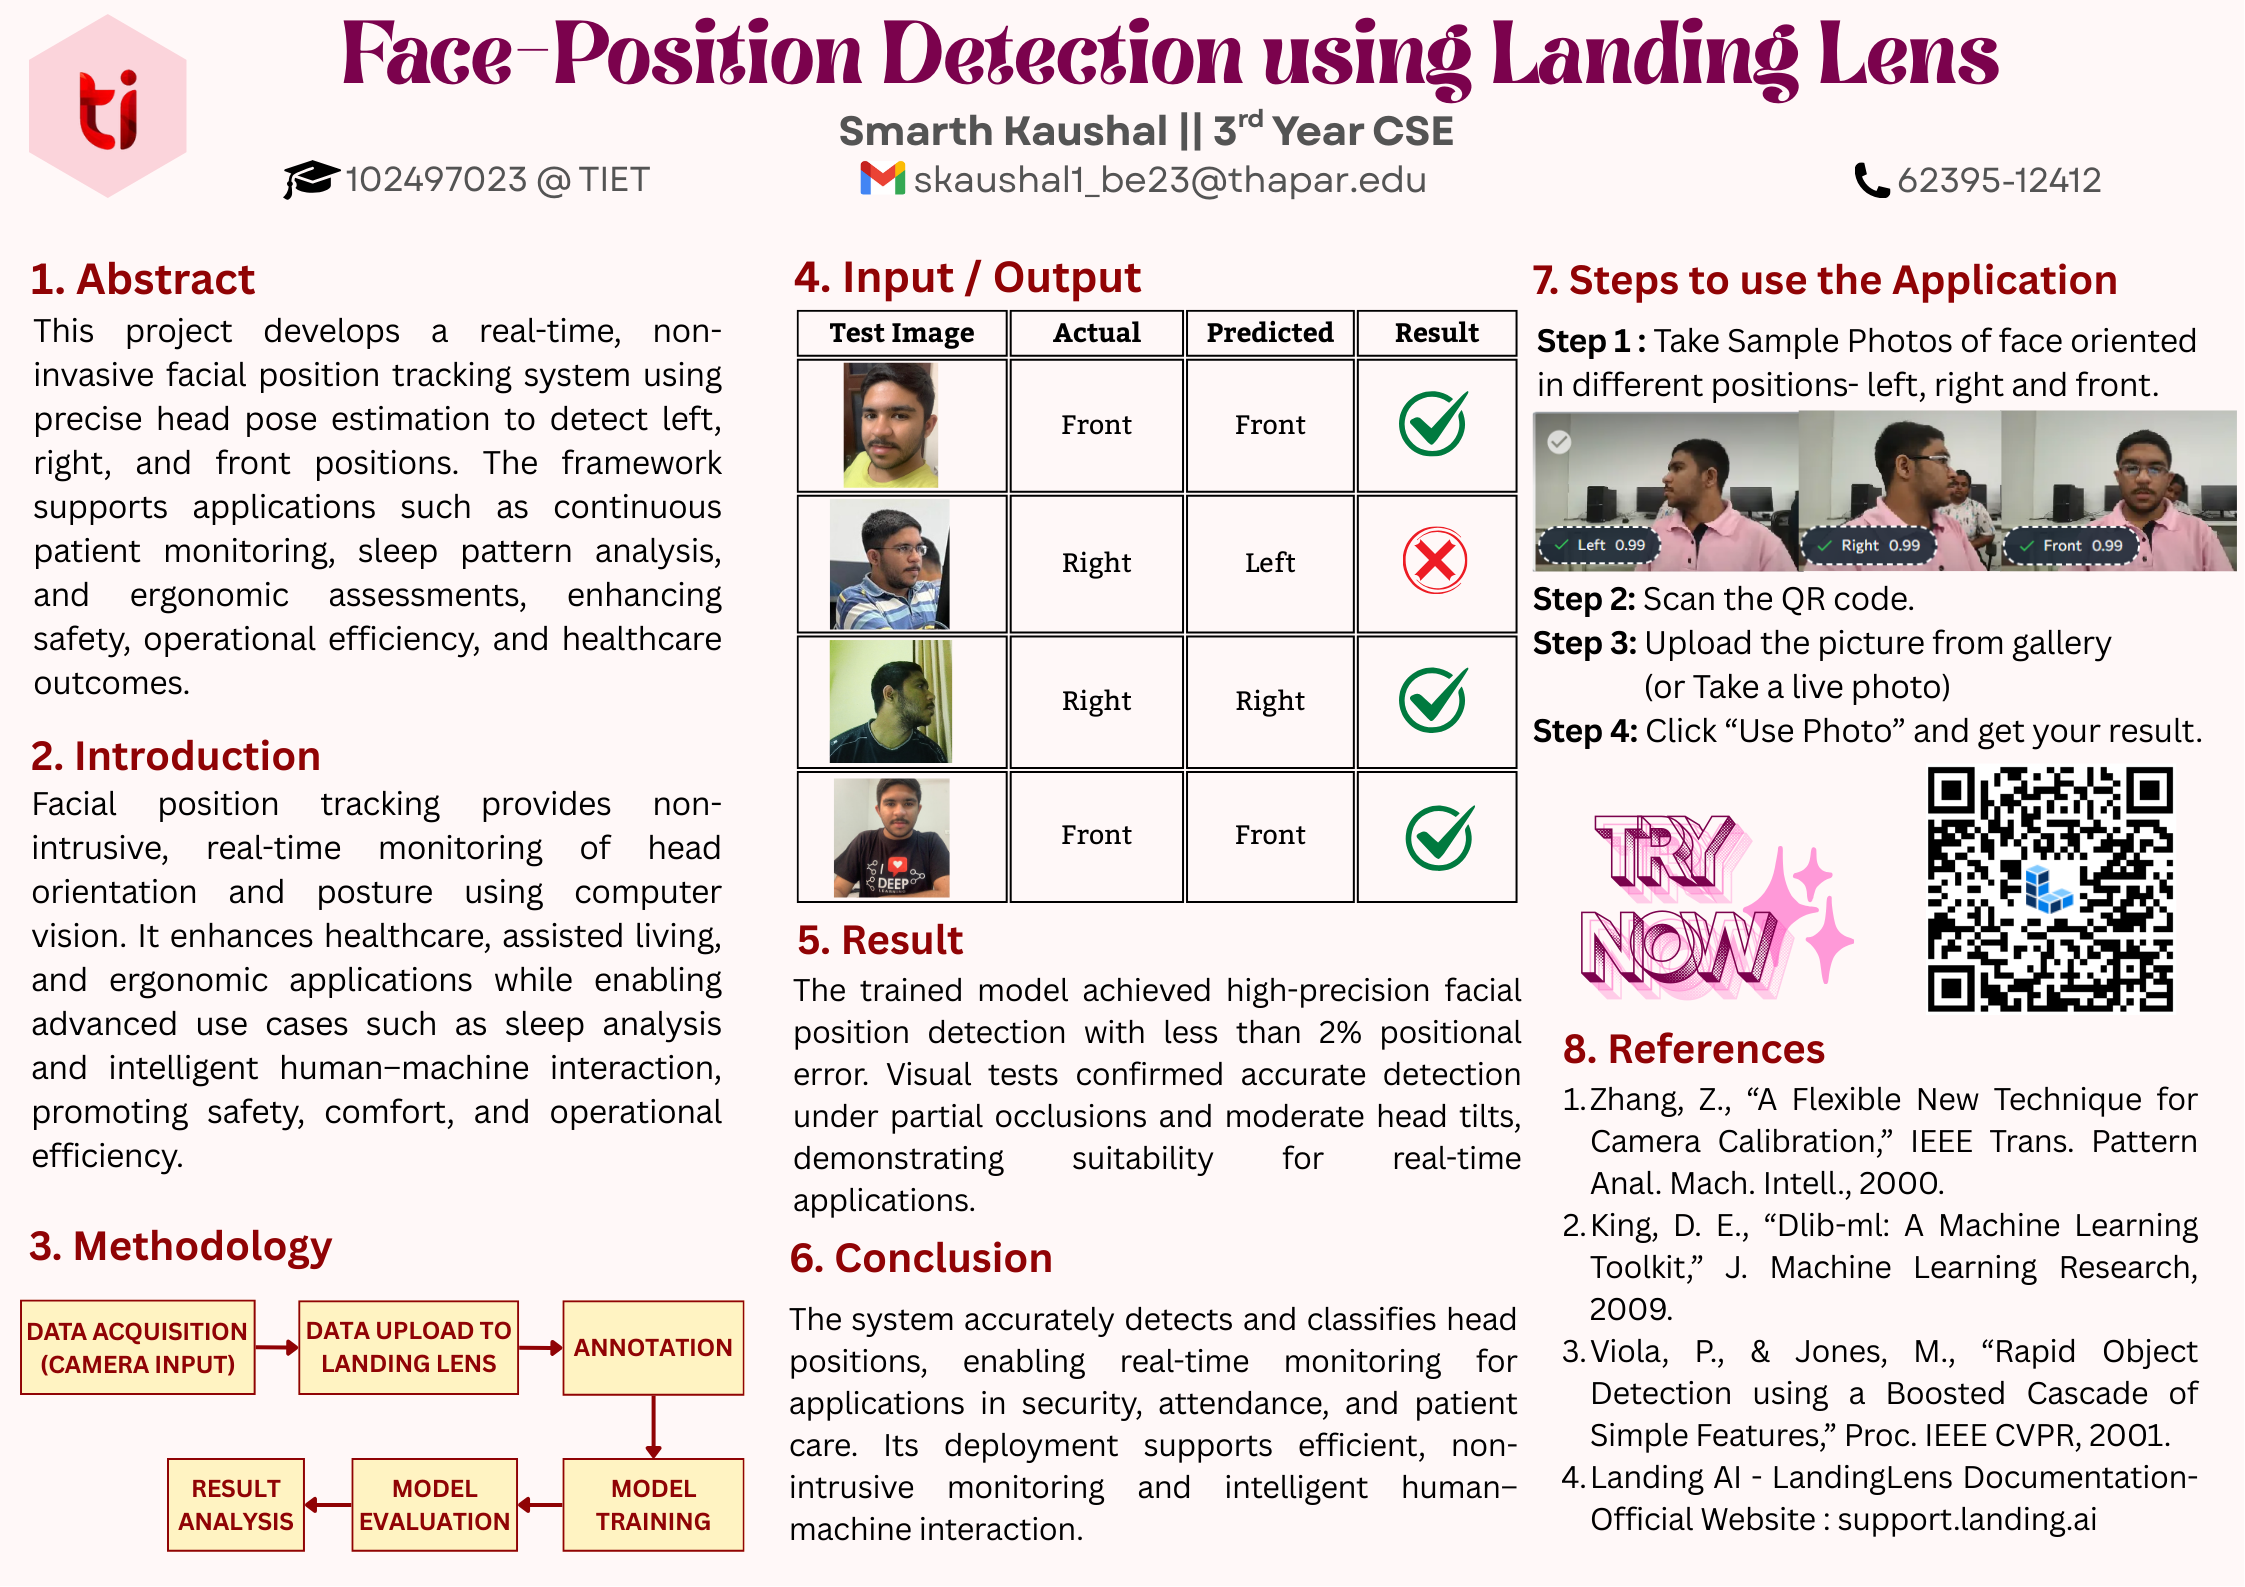 ti
Face-Position Detection using Landing Lens
Smarth Kaushal || 3rd Year CSE
102497023 @ TIET
skaushal1_be23@thapar.edu
62395-12412
1. Abstract
This project develops a real-time, non-
invasive facial position tracking system using
precise head pose estimation to detect left,
right, and front positions. The framework
supports applications such as continuous
patient monitoring, sleep pattern analysis,
and ergonomic assessments, enhancing
safety, operational efficiency, and healthcare
outcomes.
2. Introduction
Facial position tracking provides non-
intrusive, real-time monitoring of head
orientation and posture using computer
vision. It enhances healthcare, assisted living,
and ergonomic applications while enabling
advanced use cases such as sleep analysis
and intelligent human–machine interaction,
promoting safety, comfort, and operational
efficiency.
3. Methodology
DATA ACQUISITION
(CAMERA INPUT)
DATA UPLOAD TO
LANDING LENS
ANNOTATION
MODEL
TRAINING
MODEL
EVALUATION
RESULT
ANALYSIS
4. Input / Output
Test Image Actual Predicted Result
Front Front
Right Left
Right Right
I
DEEP
LEARNING
Front Front
5. Result
The trained model achieved high-precision facial
position detection with less than 2% positional
error. Visual tests confirmed accurate detection
under partial occlusions and moderate head tilts,
demonstrating suitability for real-time
applications.
6. Conclusion
The system accurately detects and classifies head
positions, enabling real-time monitoring for
applications in security, attendance, and patient
care. Its deployment supports efficient, non-
intrusive monitoring and intelligent human–
machine interaction.
7. Steps to use the Application
Step 1 : Take Sample Photos of face oriented
in different positions- left, right and front.
Left 0.99
Right 0.99
Front 0.99
Step 2: Scan the QR code.
Step 3: Upload the picture from gallery
(or Take a live photo)
Step 4: Click “Use Photo” and get your result.
TRY
NOW
8. References
1. Zhang, Z., “A Flexible New Technique for
Camera Calibration,” IEEE Trans. Pattern
Anal. Mach. Intell., 2000.
2. King, D. E., “Dlib-ml: A Machine Learning
Toolkit,” J. Machine Learning Research,
2009.
3. Viola, P., & Jones, M., “Rapid Object
Detection using a Boosted Cascade of
Simple Features,” Proc. IEEE CVPR, 2001.
4. Landing AI - LandingLens Documentation-
Official Website : support.landing.ai